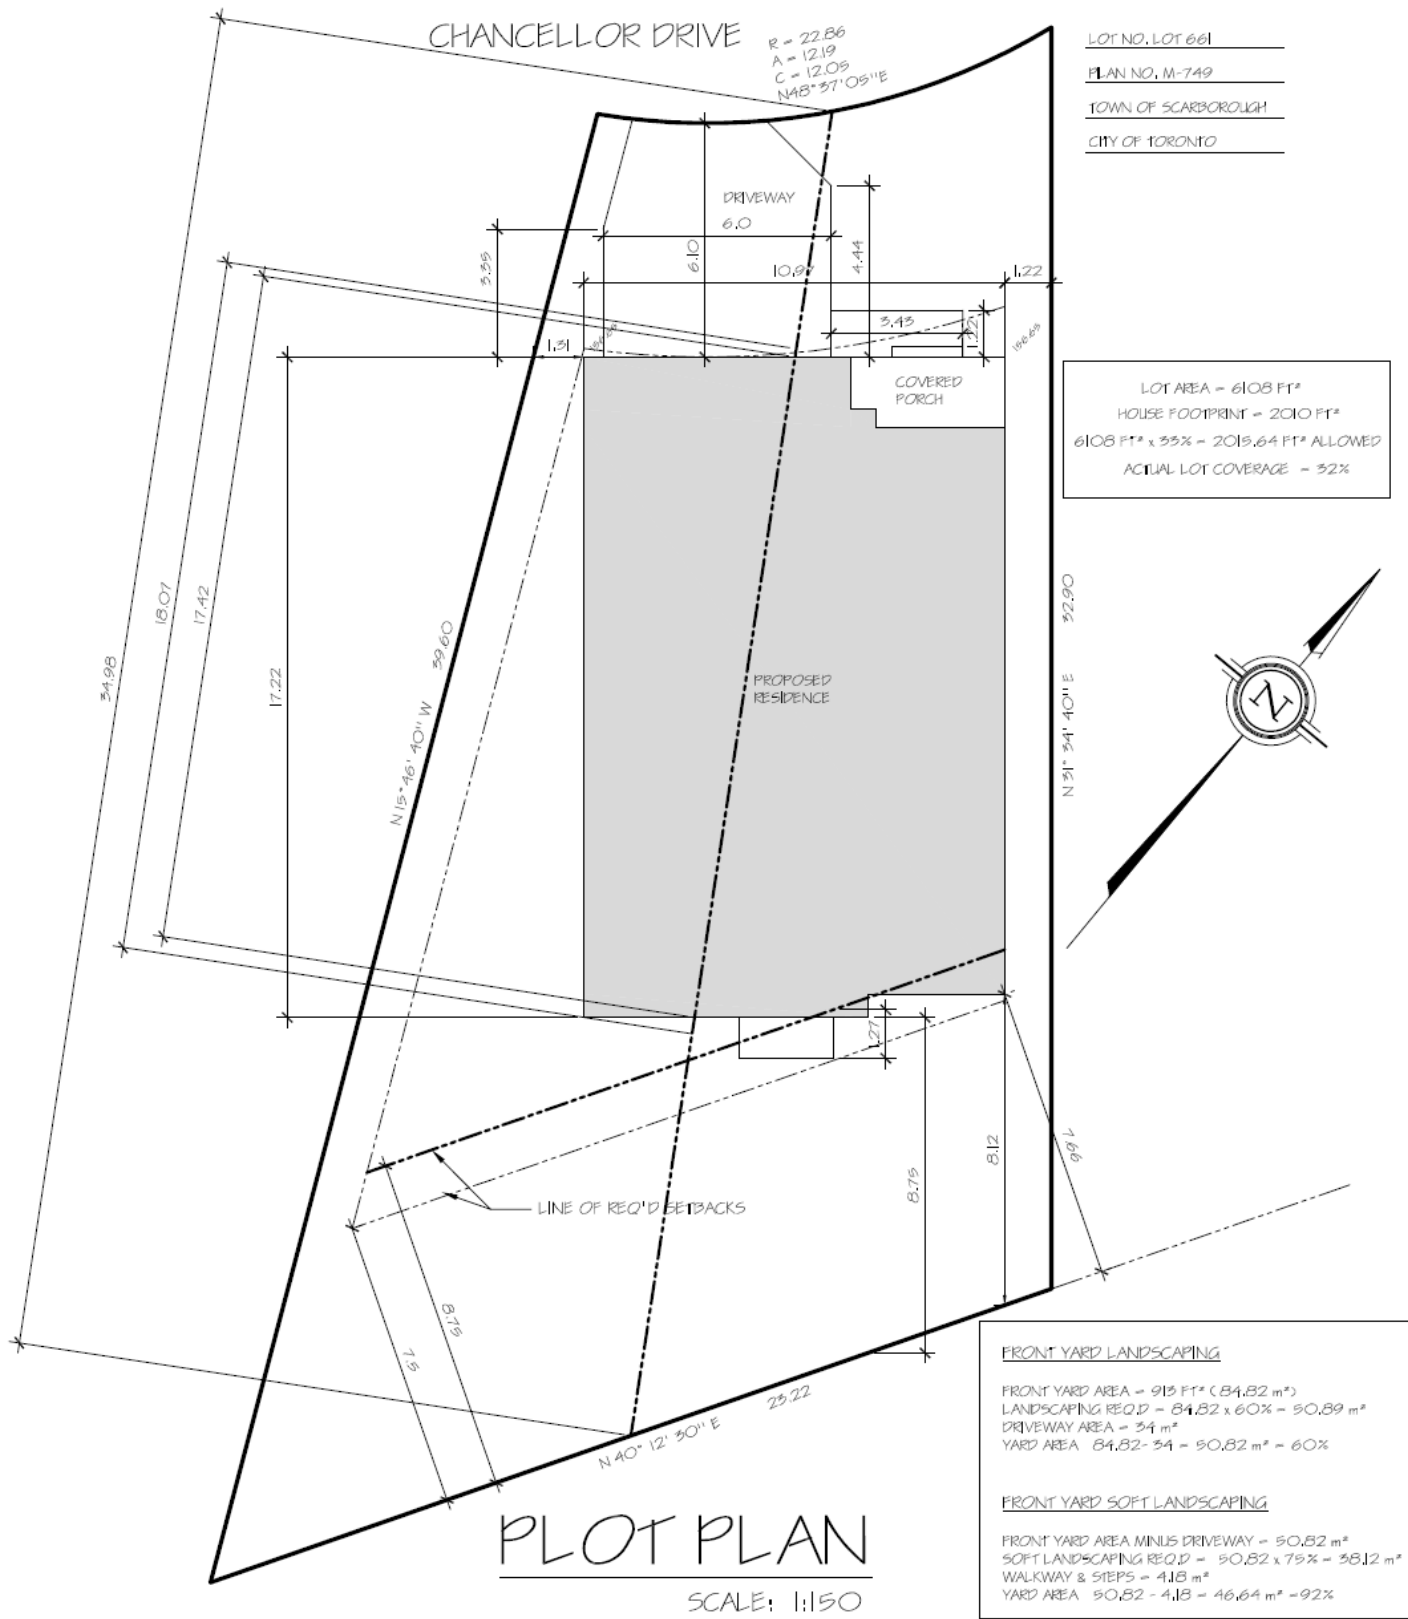 CHANCELLOR DRIVE
R = 22.86
A = 12.19
C = 12.05
N48°37'05"E
LOT NO. LOT 661
PLAN NO. M-749
TOWN OF SCARBOROUGH
CITY OF TORONTO
DRIVEWAY
6.0
6.10
3.35
4.44
10.97
1.22
3.43
1.22
1.31
156.65
156.65
COVERED
PORCH
LOT AREA = 6108 FT²
HOUSE FOOTPRINT = 2010 FT²
6108 FT² x 33% = 2015.64 FT² ALLOWED
ACTUAL LOT COVERAGE = 32%
34.98
18.07
17.42
17.22
N 15° 46' 40" W 39.60
PROPOSED
RESIDENCE
N 31° 34' 40" E 32.90
N
1.27
8.75
8.12
7.66
LINE OF REQ'D SETBACKS
7.5
8.75
N 40° 12' 30" E 23.22
PLOT PLAN
SCALE: 1:150
FRONT YARD LANDSCAPING
FRONT YARD AREA = 913 FT² (84.82 m²)
LANDSCAPING REQ.D = 84.82 x 60% = 50.89 m²
DRIVEWAY AREA = 34 m²
YARD AREA 84.82-34 = 50.82 m² = 60%
FRONT YARD SOFT LANDSCAPING
FRONT YARD AREA MINUS DRIVEWAY = 50.82 m²
SOFT LANDSCAPING REQ.D = 50.82 x 75% = 38.12 m²
WALKWAY & STEPS = 4.18 m²
YARD AREA 50.82 - 4.18 = 46.64 m² =92%